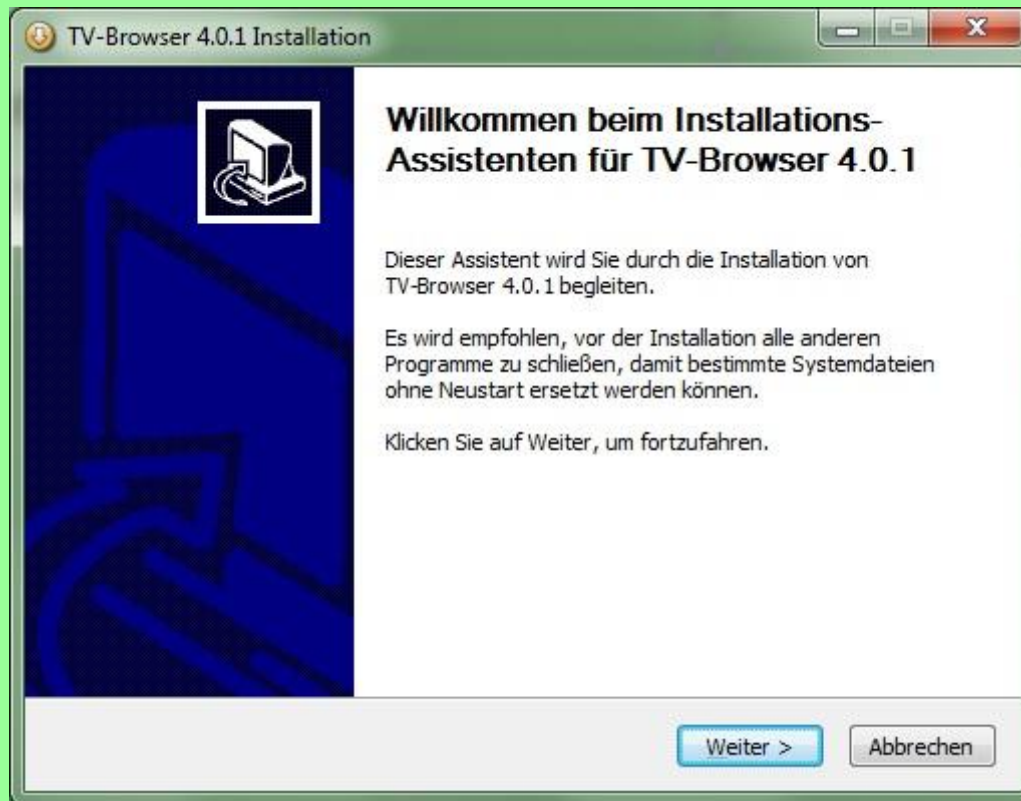 TV-Browser 4.0.1 Installation
Willkommen beim Installations-
Assistenten für TV-Browser 4.0.1
Dieser Assistent wird Sie durch die Installation von
TV-Browser 4.0.1 begleiten.
Es wird empfohlen, vor der Installation alle anderen
Programme zu schließen, damit bestimmte Systemdateien
ohne Neustart ersetzt werden können.
Klicken Sie auf Weiter, um fortzufahren.
Weiter > Abbrechen